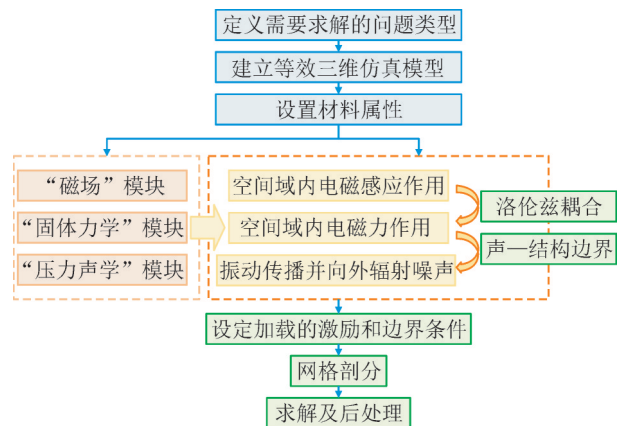 定义需要求解的问题类型
建立等效三维仿真模型
设置材料属性
“磁场”模块
“固体力学”模块
“压力声学”模块
空间域内电磁感应作用
空间域内电磁力作用
振动传播并向外辐射噪声
洛伦兹耦合
声—结构边界
设定加载的激励和边界条件
网格剖分
求解及后处理